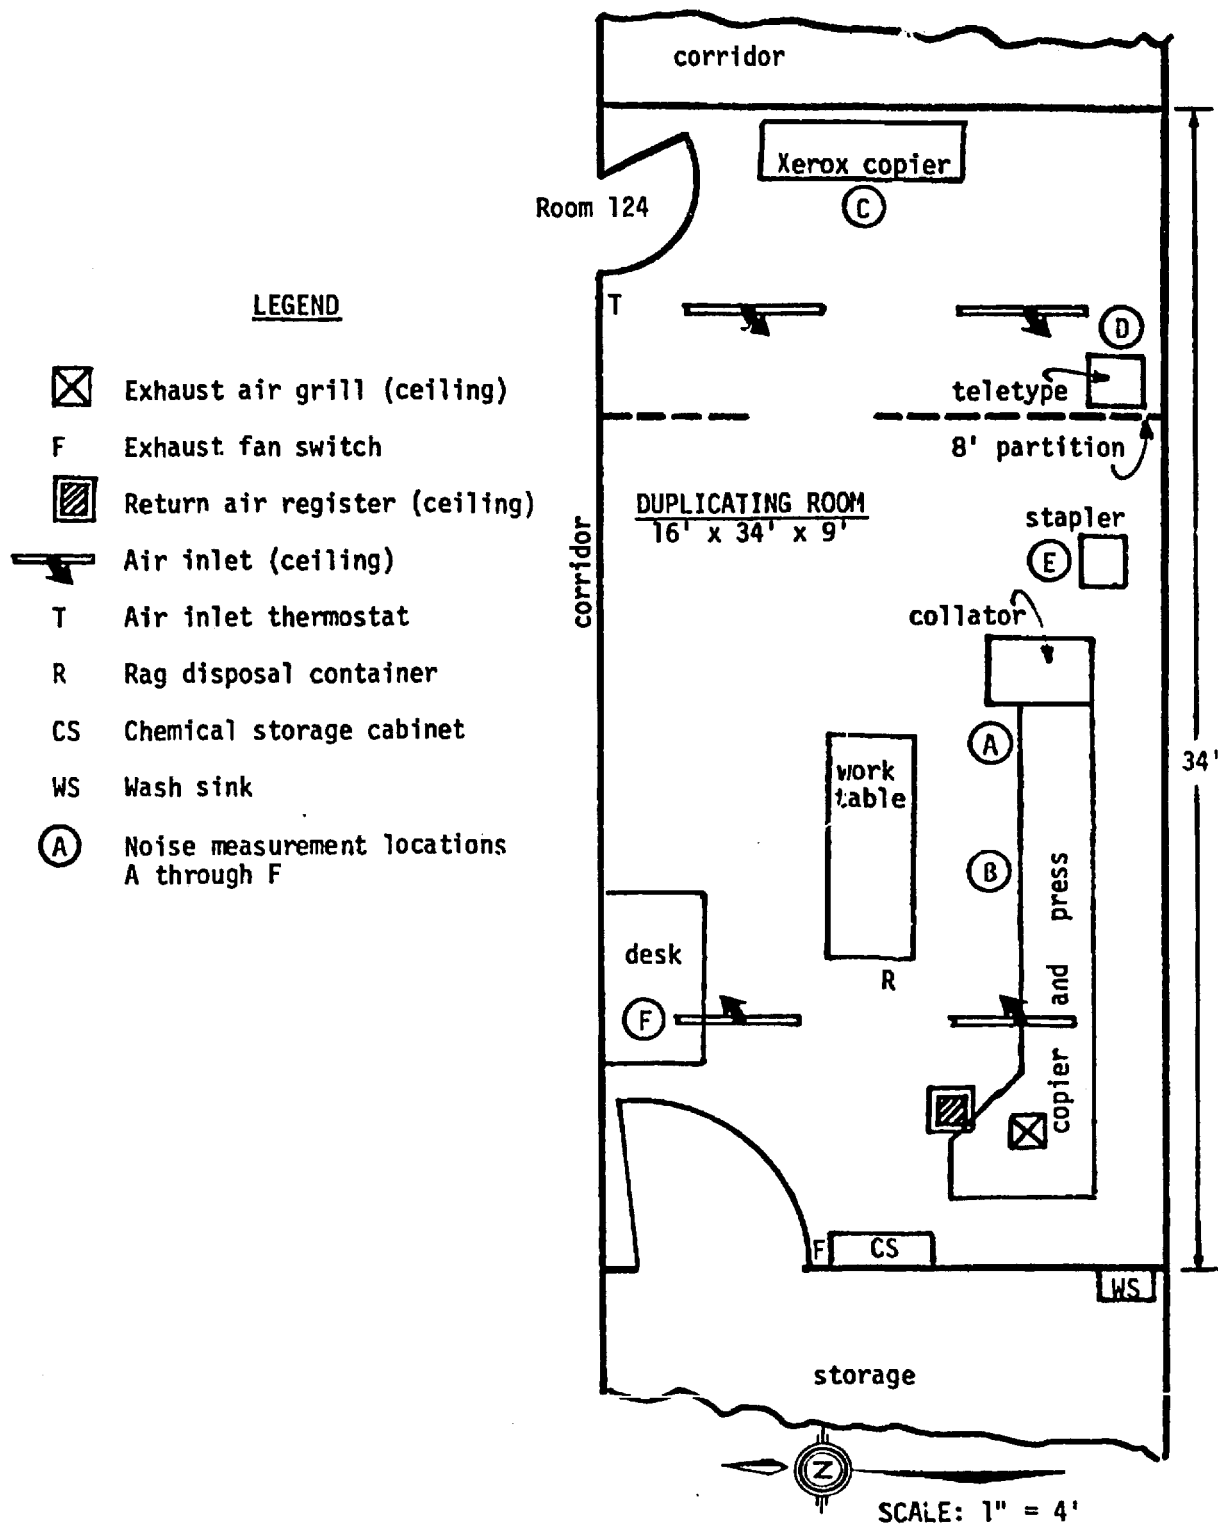 corridor
Xerox copier
C
Room 124
LEGEND
T
D
Exhaust air grill (ceiling)
teletype
F Exhaust fan switch
8' partition
Return air register (ceiling)
DUPLICATING ROOM
16' x 34' x 9'
stapler
E
corridor
Air inlet (ceiling)
T Air inlet thermostat
collator
R Rag disposal container
CS Chemical storage cabinet
A
34'
work
table
WS Wash sink
A Noise measurement locations
A through F
B
copier and press
desk
R
F
F
CS
WS
storage
N
SCALE: 1" = 4'